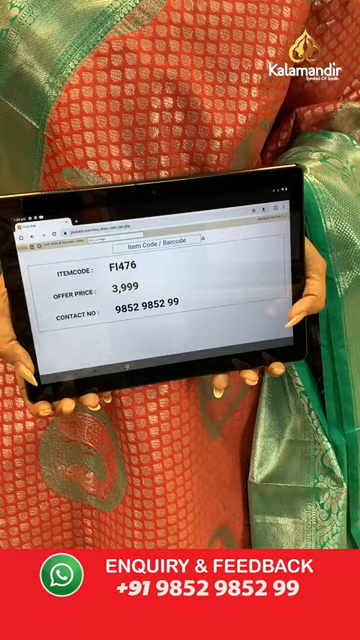 Kalamandir
Symbol Of South
Item Code / Barcode
ITEMCODE :
FI476
OFFER PRICE :
3,999
CONTACT NO :
9852 9852 99
ENQUIRY & FEEDBACK
+91 9852 9852 99